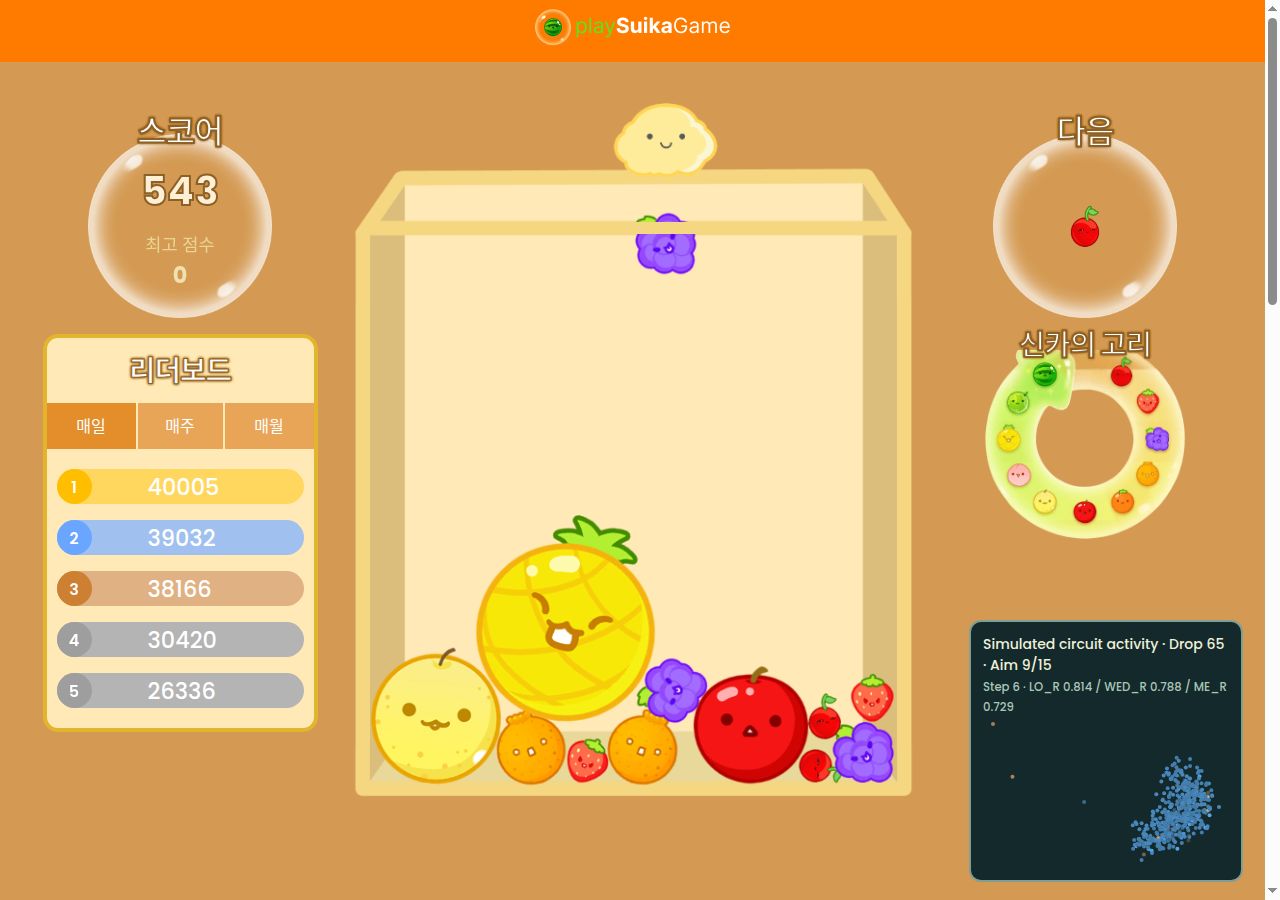 playSuikaGame
스코어
543
최고 점수
0
다음
신카의 고리
리더보드
매일
매주
매월
1 40005
2 39032
3 38166
4 30420
5 26336
Simulated circuit activity · Drop 65
· Aim 9/15
Step 6 · LO_R 0.814 / WED_R 0.788 / ME_R
0.729